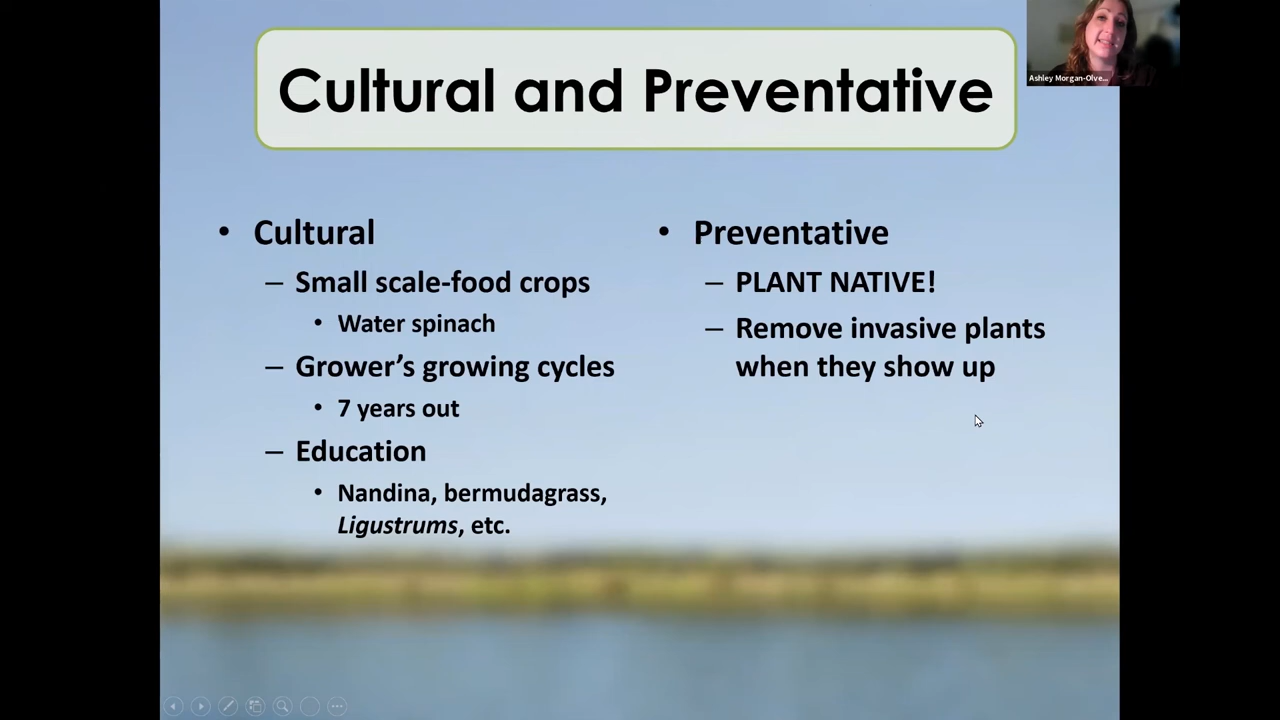 Cultural and Preventative
Ashley Morgan-Olve...
• Cultural
– Small scale-food crops
• Water spinach
– Grower’s growing cycles
• 7 years out
– Education
• Nandina, bermudagrass,
Ligustrums, etc.
• Preventative
– PLANT NATIVE!
– Remove invasive plants
when they show up